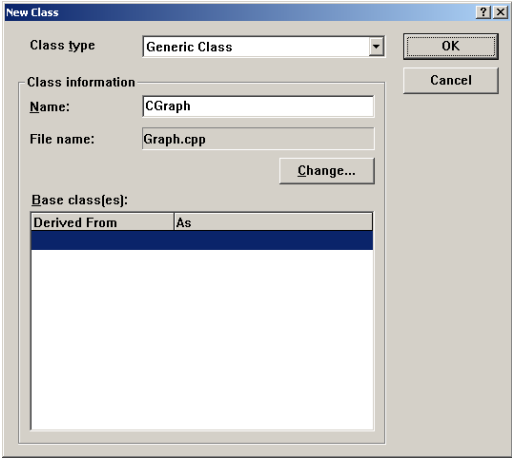 New Class
Class type Generic Class OK
Class information Cancel
Name: CGraph
File name: Graph.cpp
Change...
Base class(es):
Derived From As